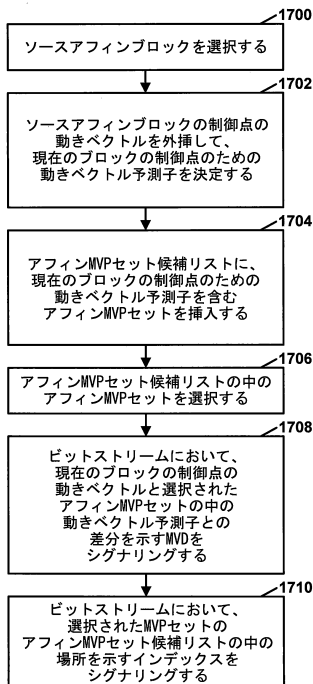 1700
ソースアフィンブロックを選択する
1702
ソースアフィンブロックの制御点の
動きベクトルを外挿して、
現在のブロックの制御点のための
動きベクトル予測子を決定する
1704
アフィンMVPセット候補リストに、
現在のブロックの制御点のための
動きベクトル予測子を含む
アフィンMVPセットを挿入する
1706
アフィンMVPセット候補リストの中の
アフィンMVPセットを選択する
1708
ビットストリームにおいて、
現在のブロックの制御点の
動きベクトルと選択された
アフィンMVPセットの中の
動きベクトル予測子との
差分を示すMVDを
シグナリングする
1710
ビットストリームにおいて、
選択されたMVPセットの
アフィンMVPセット候補リストの中の
場所を示すインデックスを
シグナリングする